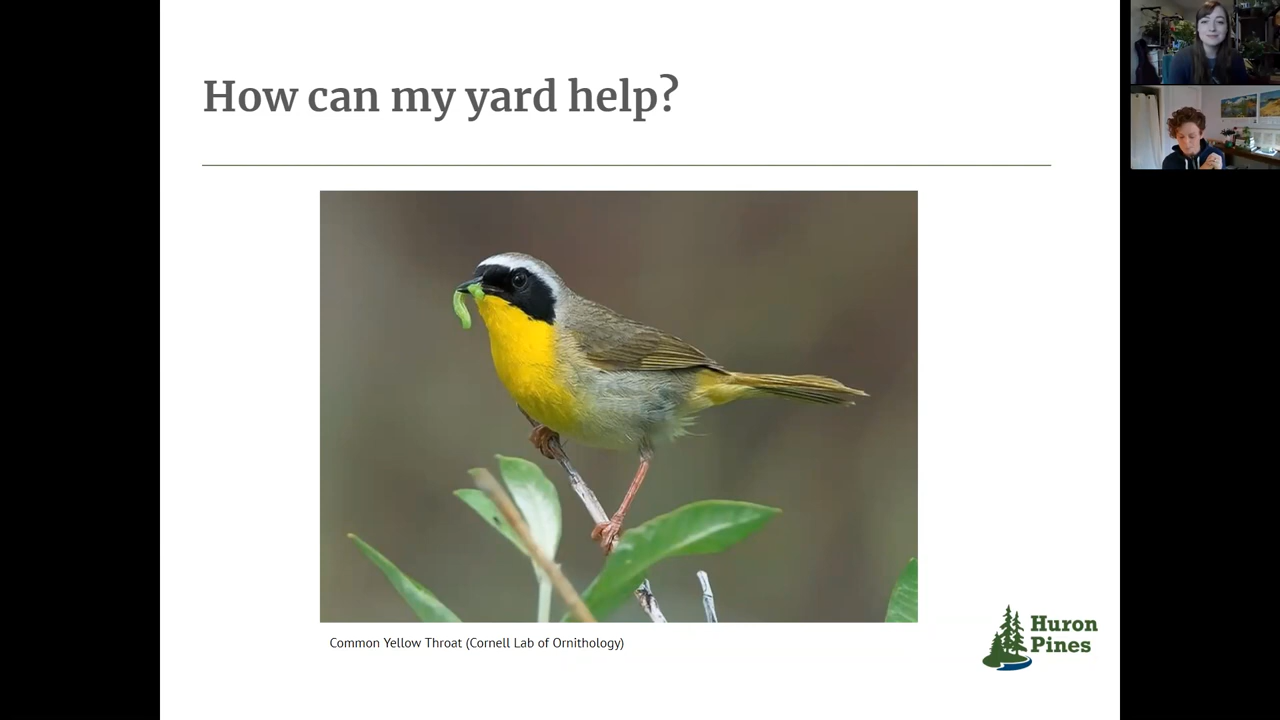 How can my yard help?
Common Yellow Throat (Cornell Lab of Ornithology)
Huron
Pines